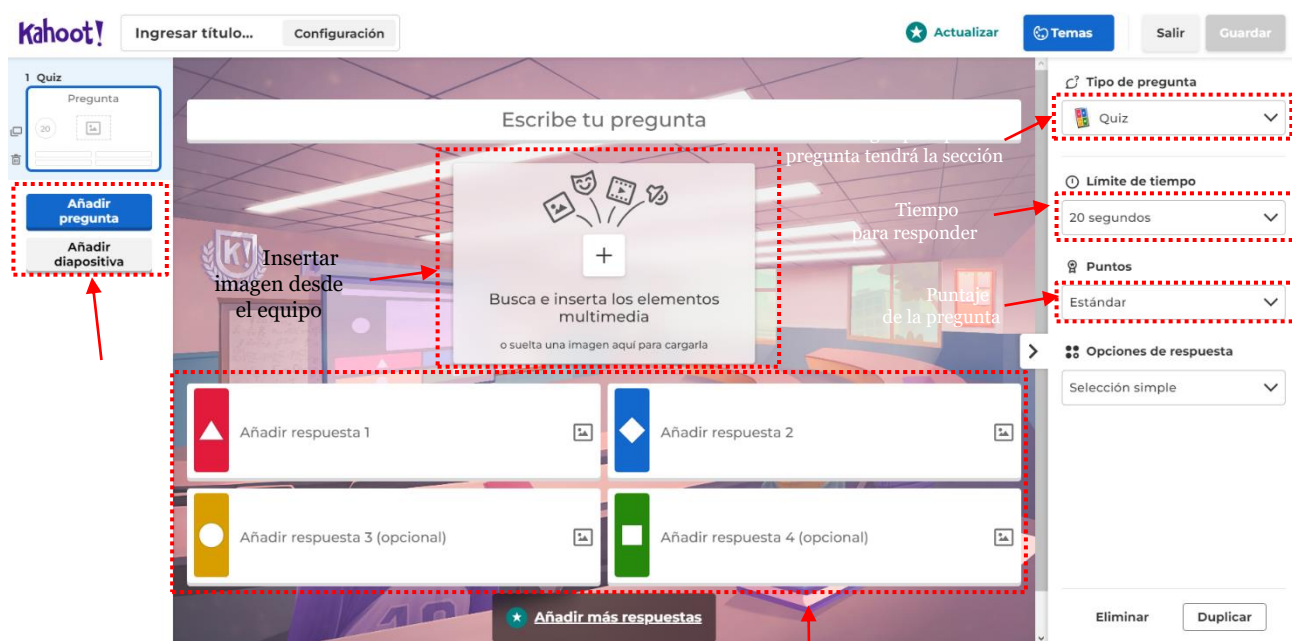 Kahoot!
Ingresar título...
Configuración
Actualizar
Temas
Salir
Guardar
1 Quiz
Pregunta
20
Añadir
pregunta
Añadir
diapositiva
Escribe tu pregunta
pregunta tendrá la sección
Insertar
imagen desde
el equipo
Busca e inserta los elementos
multimedia
o suelta una imagen aquí para cargarla
Tiempo
para responder
Puntaje
de la pregunta
Añadir respuesta 1
Añadir respuesta 2
Añadir respuesta 3 (opcional)
Añadir respuesta 4 (opcional)
Añadir más respuestas
Tipo de pregunta
Quiz
Límite de tiempo
20 segundos
Puntos
Estándar
Opciones de respuesta
Selección simple
Eliminar
Duplicar